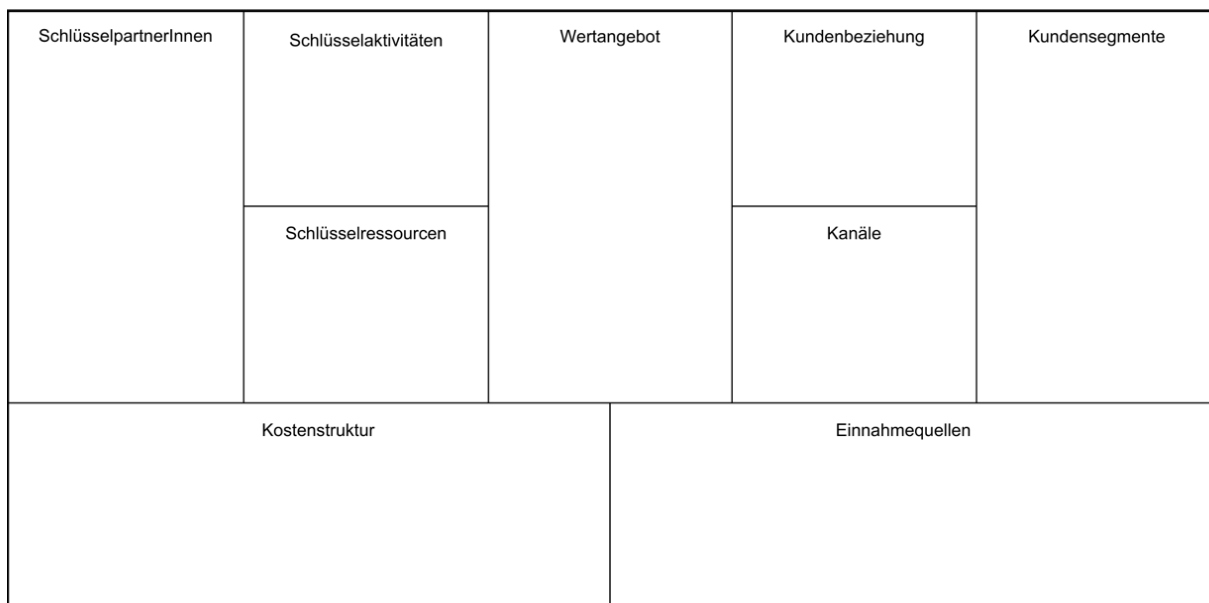 SchlüsselpartnerInnen
Schlüsselaktivitäten
Wertangebot
Kundenbeziehung
Kundensegmente
Schlüsselressourcen
Kanäle
Kostenstruktur
Einnahmequellen